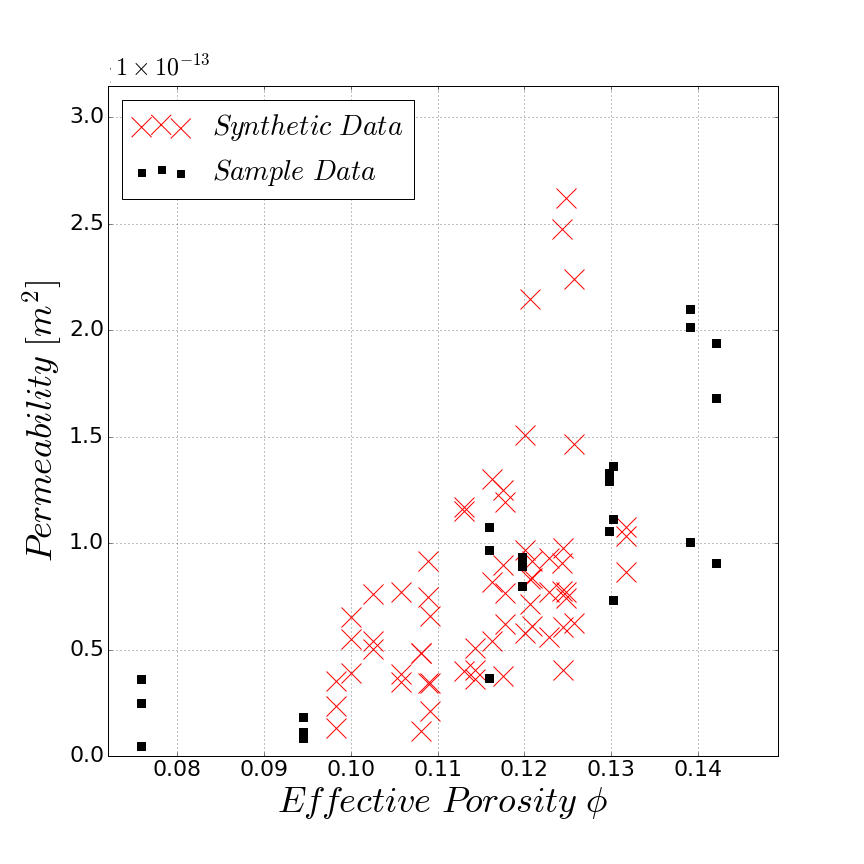 1 × 10⁻¹³
3.0
Synthetic Data
Sample Data
2.5
2.0
1.5
1.0
0.5
0.0
Permeability [m²]
0.08 0.09 0.10 0.11 0.12 0.13 0.14
Effective Porosity ϕ